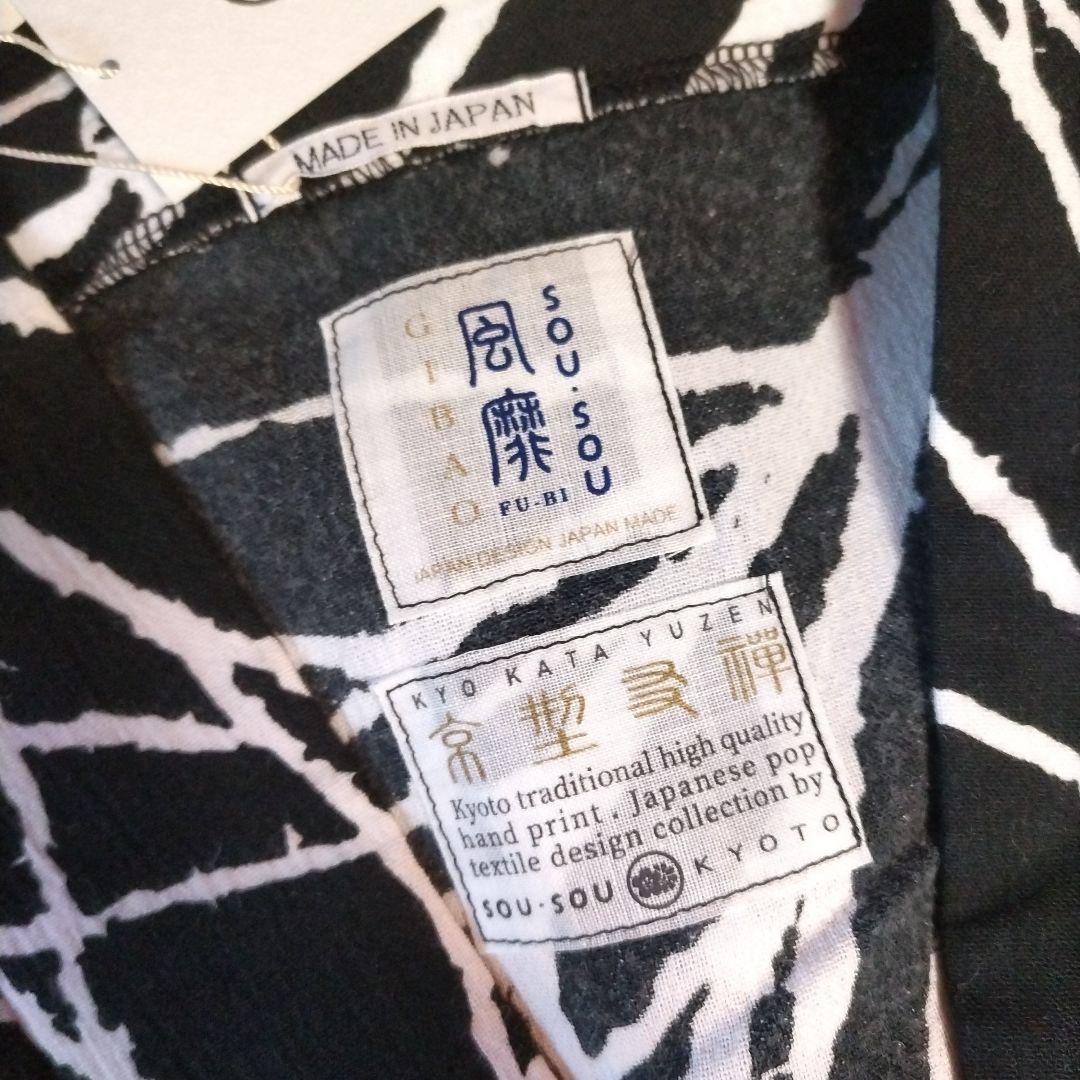 MADE IN JAPAN
GIBAO
風靡
SOU・SOU
FU-BI
JAPAN DESIGN JAPAN MADE
KYO KATA YUZEN
京型友禅
Kyoto traditional high quality
hand print . Japanese pop
textile design collection by
SOU・SOU KYOTO